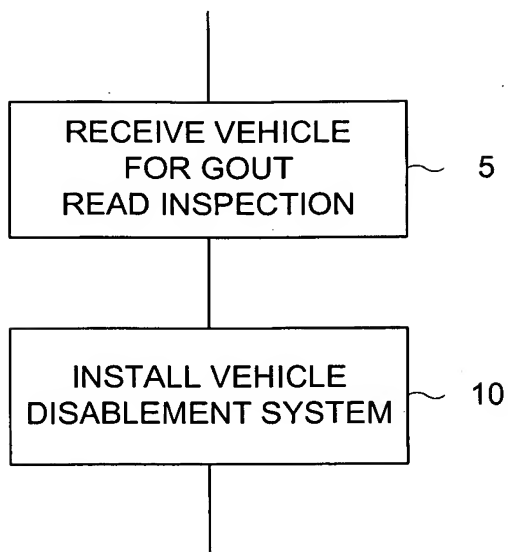 RECEIVE VEHICLE
FOR GOUT
READ INSPECTION
5
INSTALL VEHICLE
DISABLEMENT SYSTEM
10